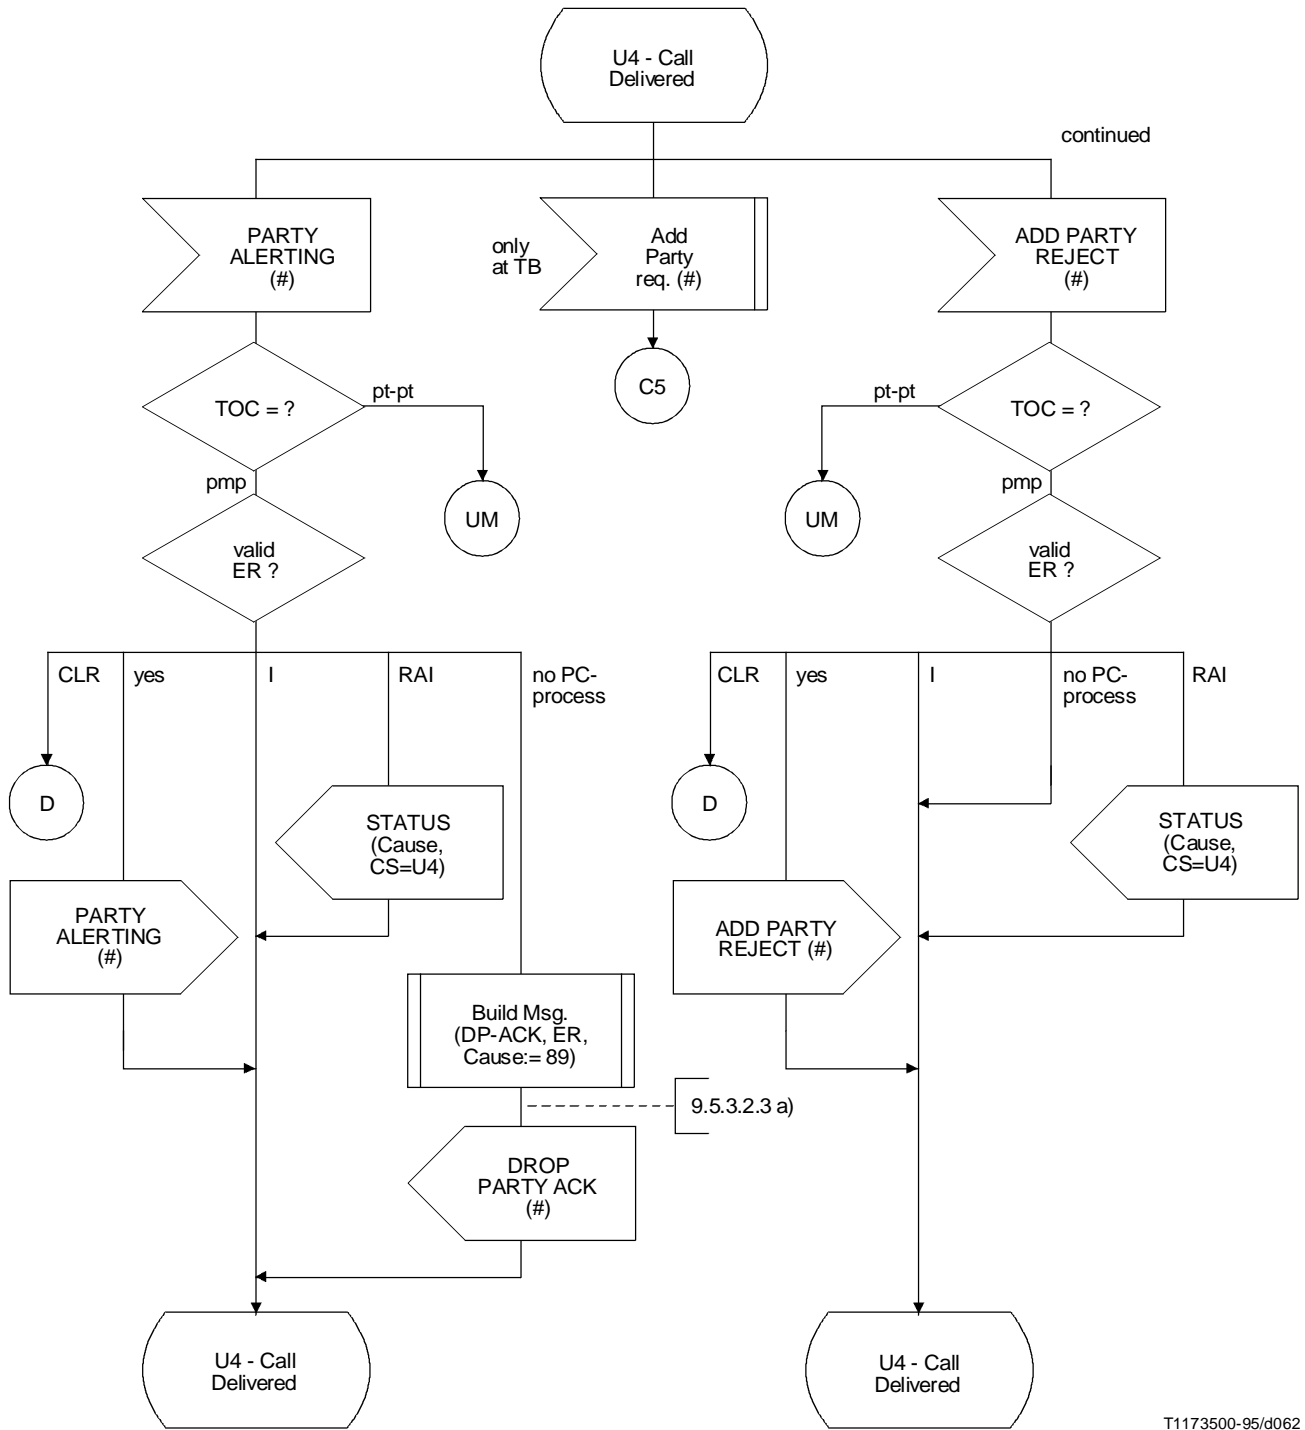 U4 - Call
Delivered
continued
PARTY
ALERTING
(#)
only
at TB
Add
Party
req. (#)
ADD PARTY
REJECT
(#)
TOC = ?
pt-pt
C5
pt-pt
TOC = ?
pmp
UM
UM
pmp
valid
ER ?
valid
ER ?
CLR
yes
I
RAI
no PC-
process
CLR
yes
I
no PC-
process
RAI
D
STATUS
(Cause,
CS=U4)
D
STATUS
(Cause,
CS=U4)
PARTY
ALERTING
(#)
ADD PARTY
REJECT (#)
Build Msg.
(DP-ACK, ER,
Cause:= 89)
9.5.3.2.3 a)
DROP
PARTY ACK
(#)
U4 - Call
Delivered
U4 - Call
Delivered
T1173500-95/d062